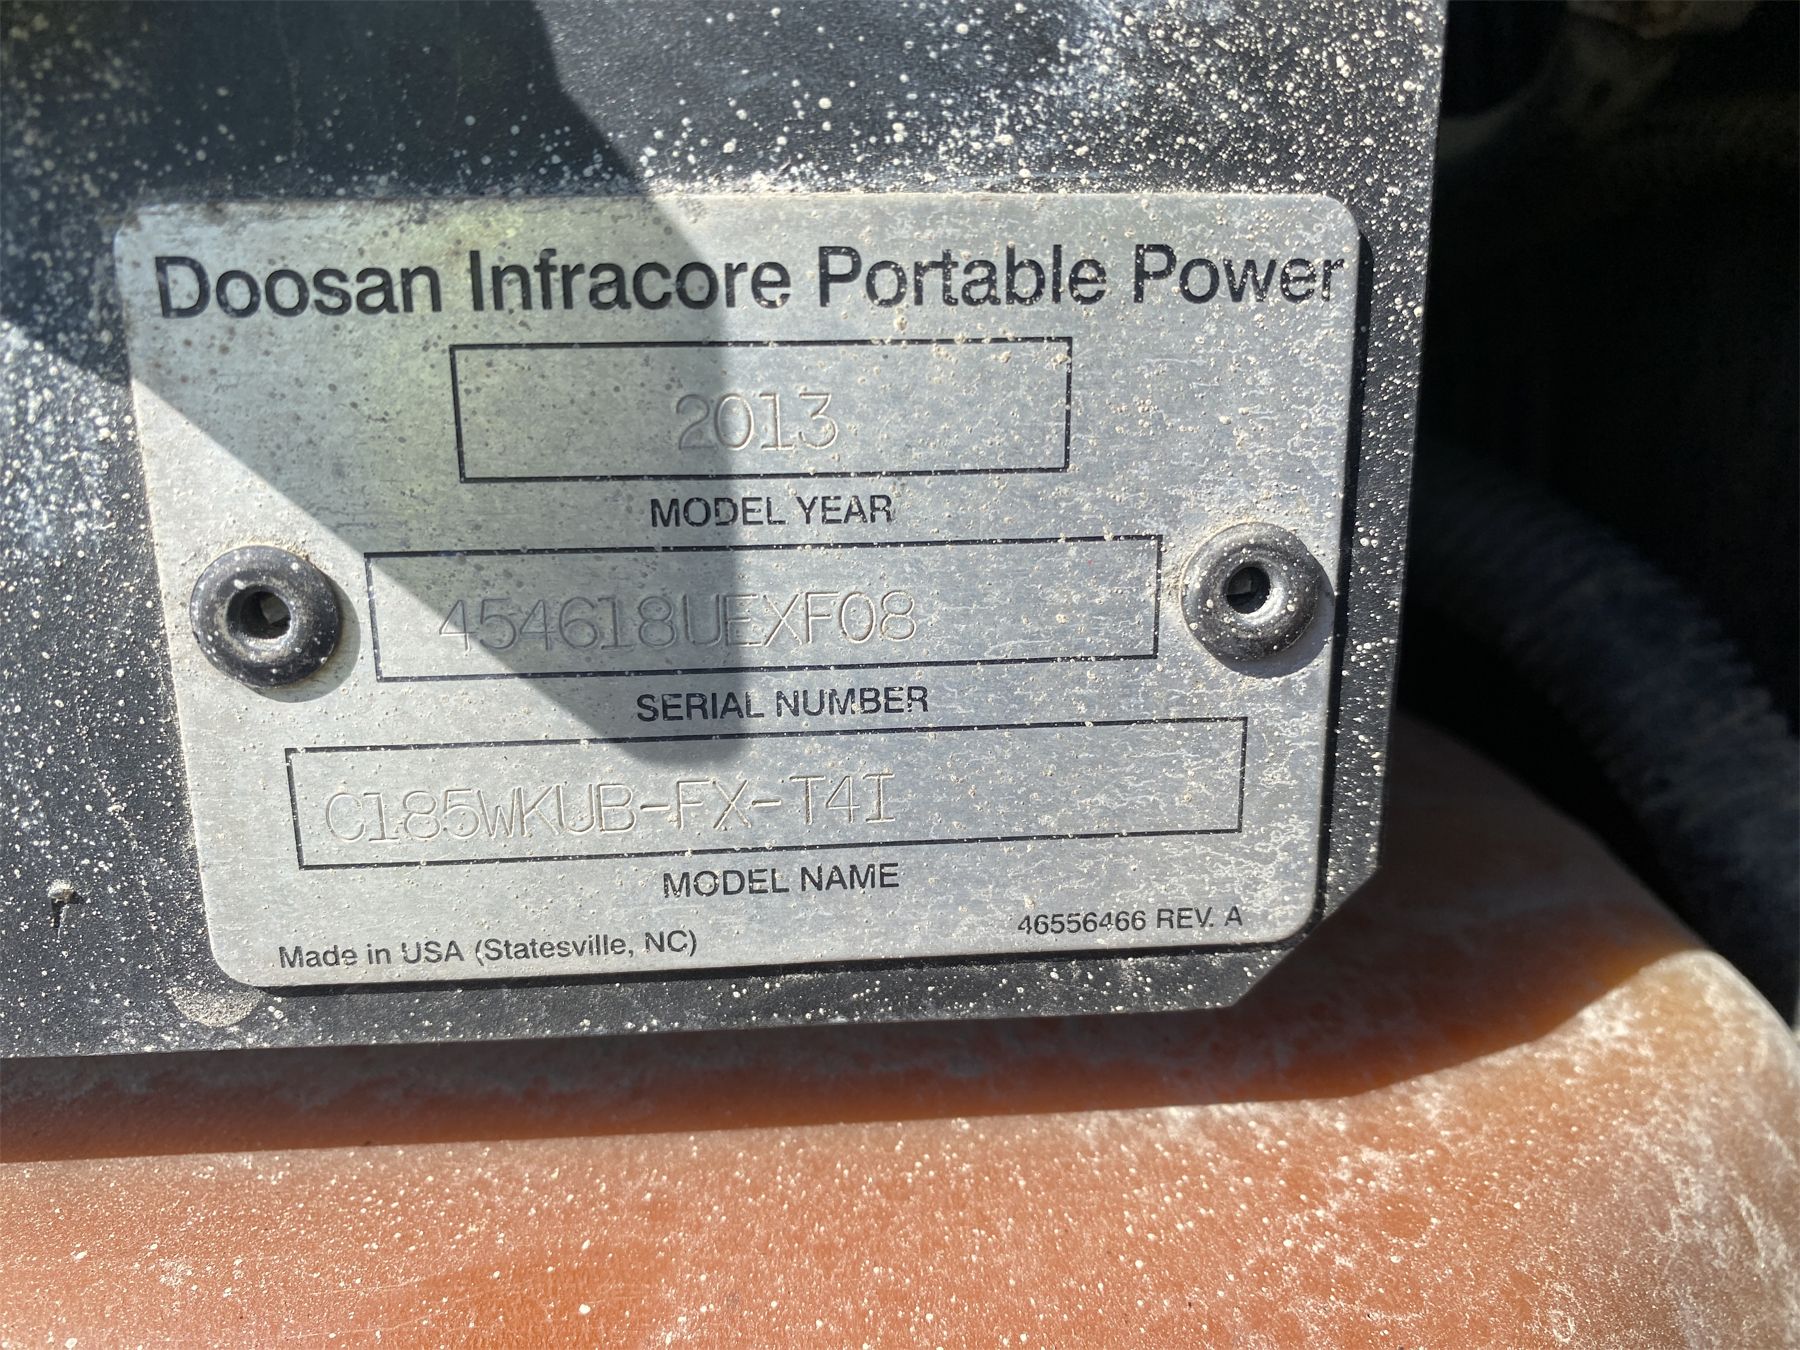 Doosan Infracore Portable Power
2013
MODEL YEAR
454618UEXF08
SERIAL NUMBER
C185WKUB-FX-T4I
MODEL NAME
46556466 REV. A
Made in USA (Statesville, NC)